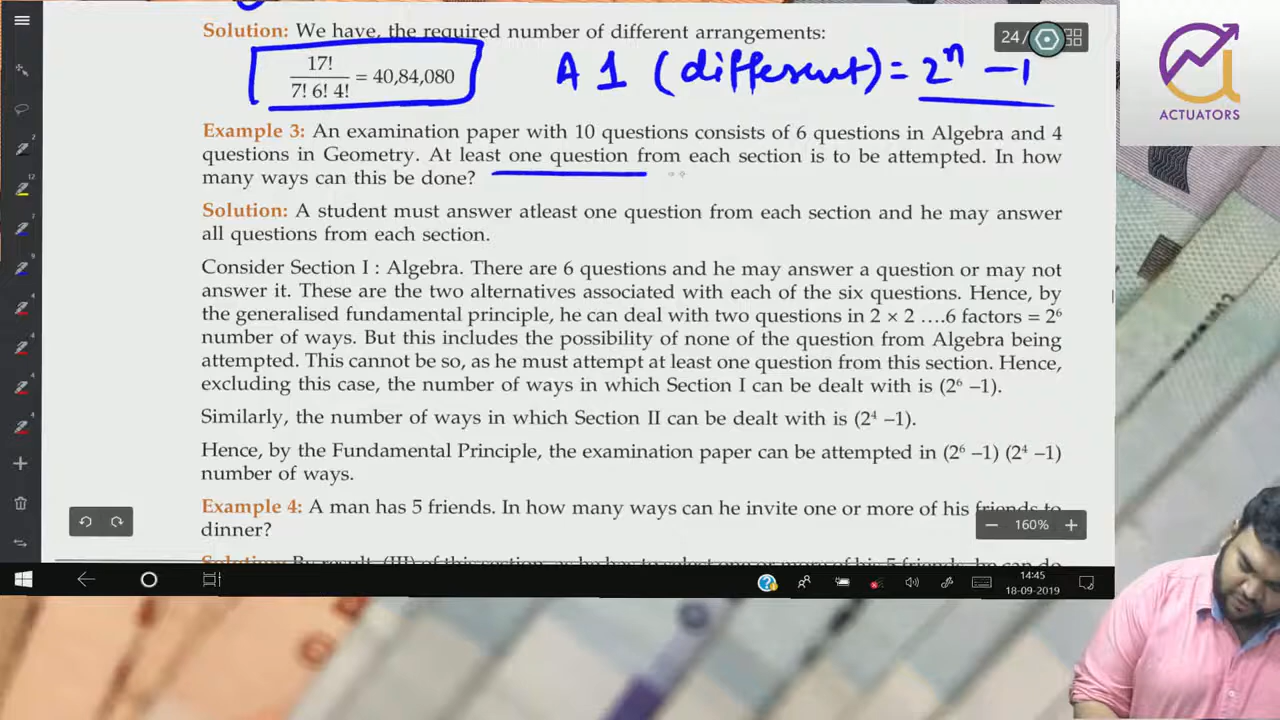 Solution: We have, the required number of different arrangements:
24/
17!
7! 6! 4!
= 40,84,080
A 1 (different) = 2ⁿ – 1
ACTUATORS
Example 3: An examination paper with 10 questions consists of 6 questions in Algebra and 4
questions in Geometry. At least one question from each section is to be attempted. In how
many ways can this be done?
Solution: A student must answer atleast one question from each section and he may answer
all questions from each section.
Consider Section I : Algebra. There are 6 questions and he may answer a question or may not
answer it. These are the two alternatives associated with each of the six questions. Hence, by
the generalised fundamental principle, he can deal with two questions in 2 × 2 ....6 factors = 2⁶
number of ways. But this includes the possibility of none of the question from Algebra being
attempted. This cannot be so, as he must attempt at least one question from this section. Hence,
excluding this case, the number of ways in which Section I can be dealt with is (2⁶ –1).
Similarly, the number of ways in which Section II can be dealt with is (2⁴ –1).
Hence, by the Fundamental Principle, the examination paper can be attempted in (2⁶ –1) (2⁴ –1)
number of ways.
Example 4: A man has 5 friends. In how many ways can he invite one or more of his friends to
dinner?
160%
14:45
18-09-2019